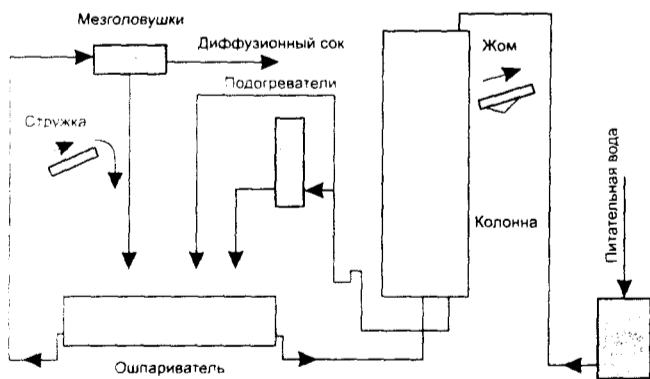 Мезголовушки
Диффузионный сок
Жом
Подогреватели
Стружка
Колонна
Питательная вода
Ошпариватель